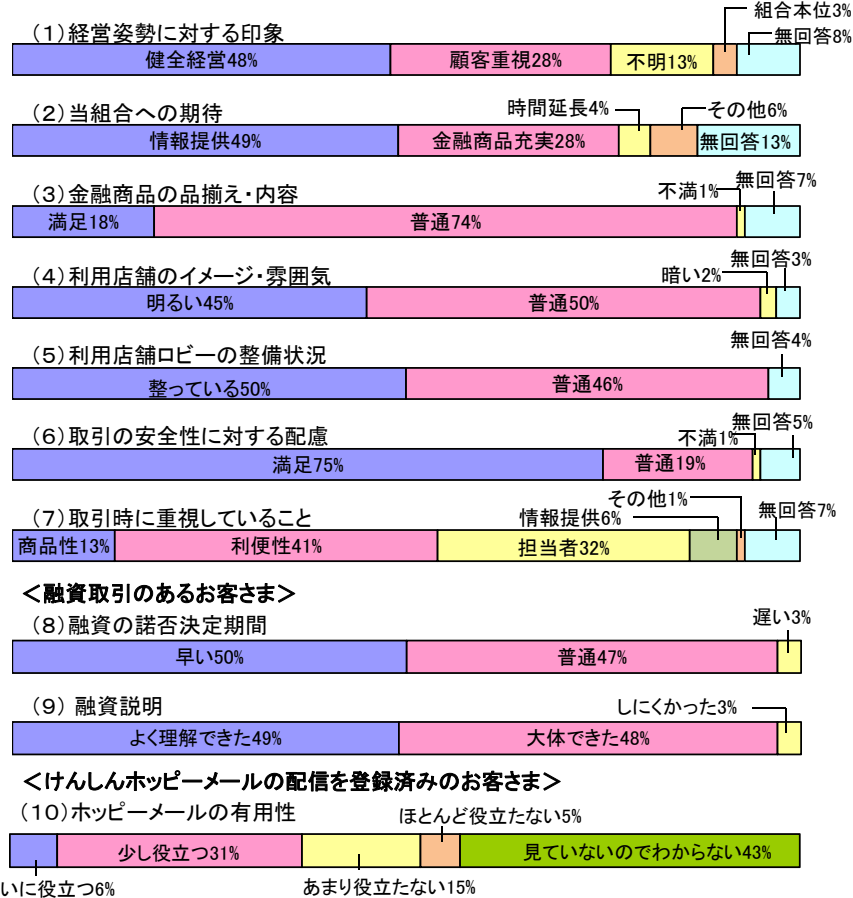 (1)経営姿勢に対する印象
組合本位3%
無回答8%
健全経営48%
顧客重視28%
不明13%
(2)当組合への期待
時間延長4%
その他6%
情報提供49%
金融商品充実28%
無回答13%
(3)金融商品の品揃え・内容
不満1%
無回答7%
満足18%
普通74%
(4)利用店舗のイメージ・雰囲気
暗い2%
無回答3%
明るい45%
普通50%
(5)利用店舗ロビーの整備状況
無回答4%
整っている50%
普通46%
(6)取引の安全性に対する配慮
不満1%
無回答5%
満足75%
普通19%
(7)取引時に重視していること
情報提供6%
その他1%
無回答7%
商品性13%
利便性41%
担当者32%
<融資取引のあるお客さま>
(8)融資の諾否決定期間
遅い3%
早い50%
普通47%
(9) 融資説明
しにくかった3%
よく理解できた49%
大体できた48%
<けんしんホッピーメールの配信を登録済みのお客さま>
(10)ホッピーメールの有用性
ほとんど役立たない5%
少し役立つ31%
見ていないのでわからない43%
いに役立つ6%
あまり役立たない15%